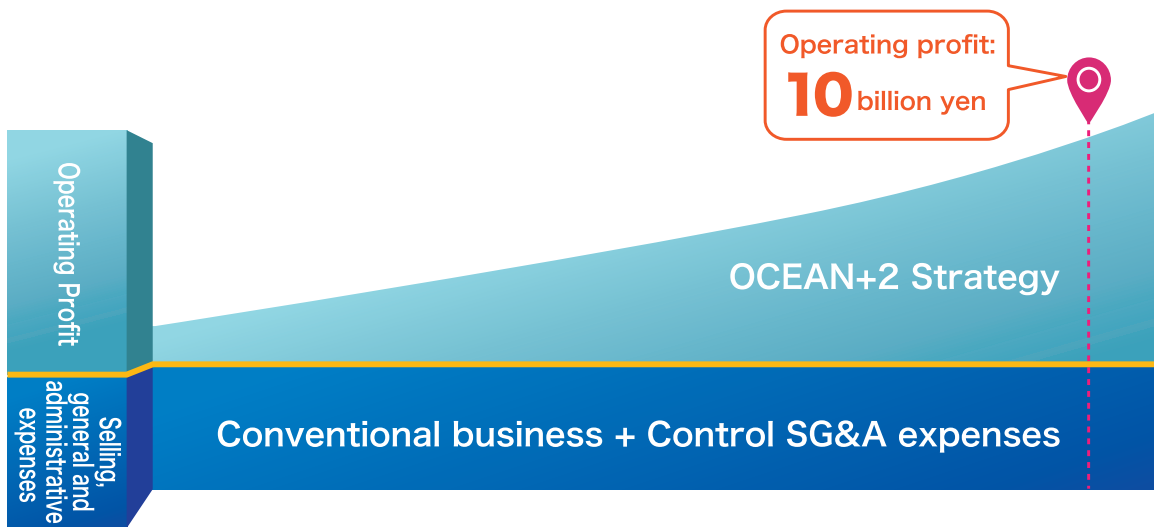 Operating profit:
10 billion yen
Operating Profit
OCEAN+2 Strategy
Selling,
general and
administrative
expenses
Conventional business + Control SG&A expenses